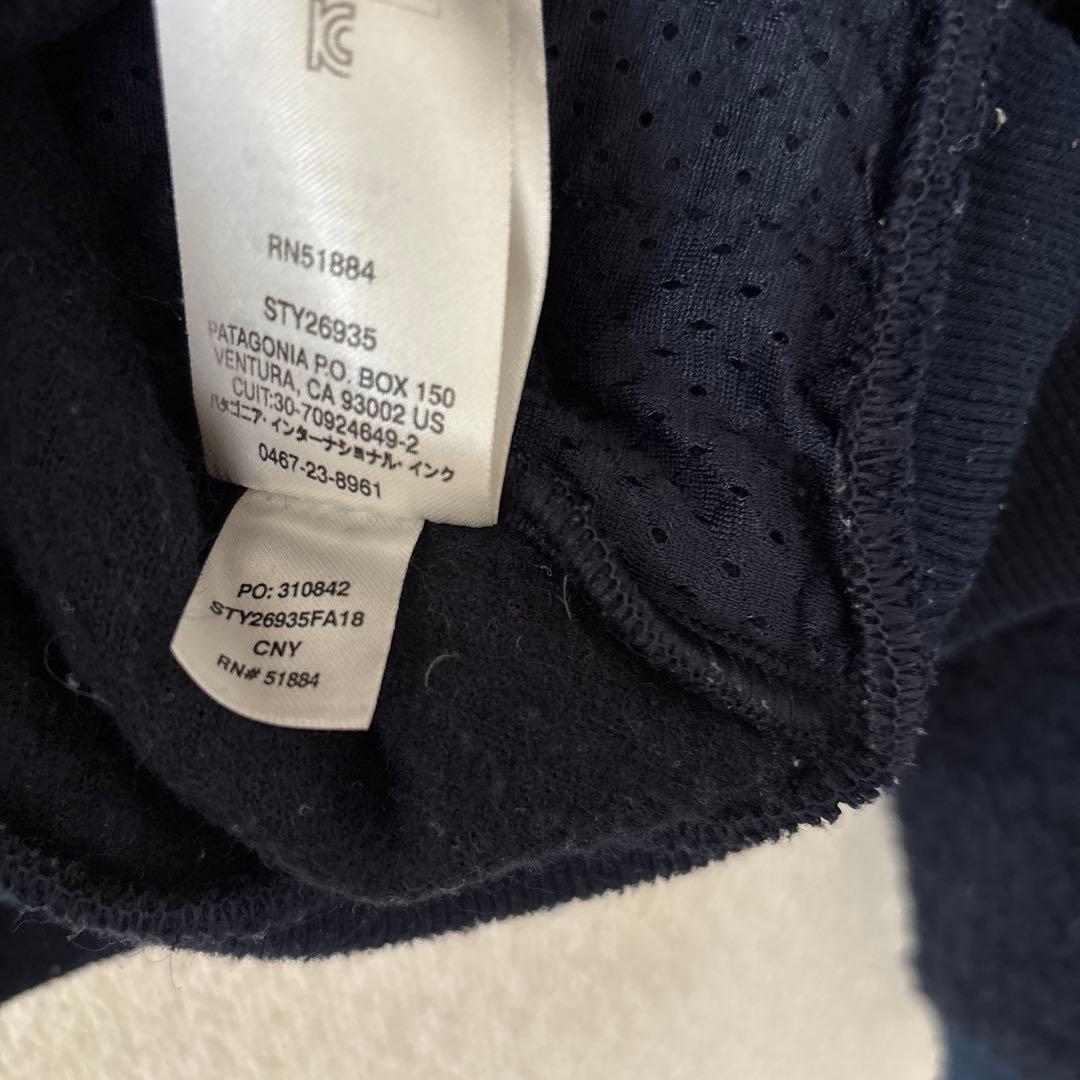 KC
RN51884
STY26935
PATAGONIA P.O. BOX 150
VENTURA, CA 93002 US
CUIT:30-70924649-2
パタゴニア・インターナショナル・インク
0467-23-8961
PO: 310842
STY26935FA18
CNY
RN# 51884